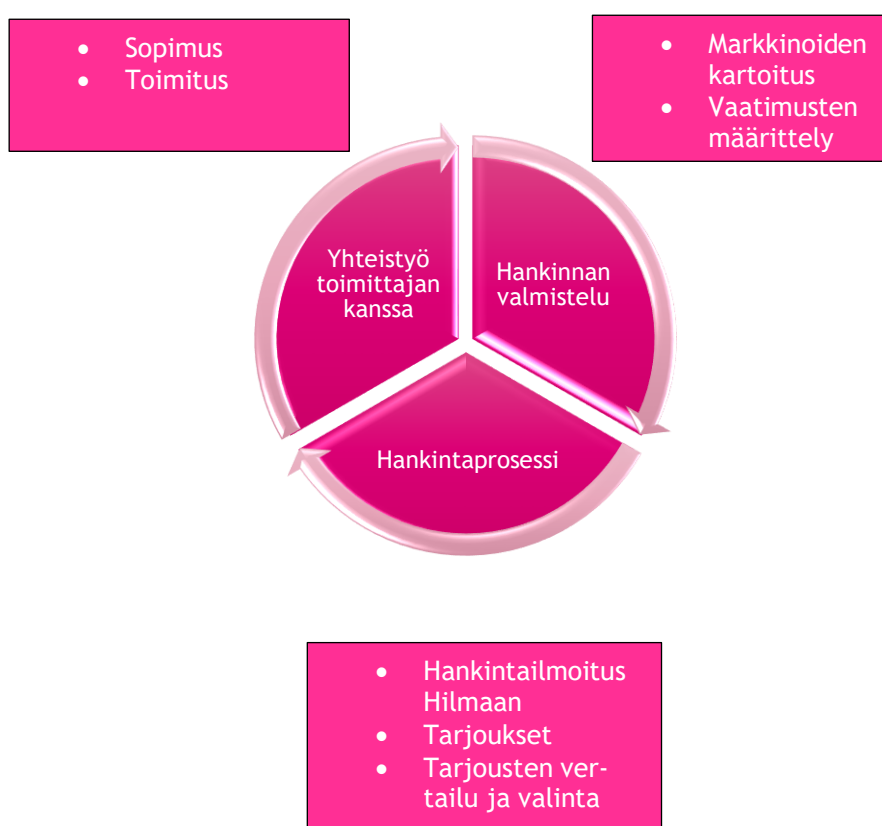 • Sopimus
• Toimitus
• Markkinoiden
kartoitus
• Vaatimusten
määrittely
Yhteistyö
toimittajan
kanssa
Hankinnan
valmistelu
Hankintaprosessi
• Hankintailmoitus
Hilmaan
• Tarjoukset
• Tarjousten ver-
tailu ja valinta